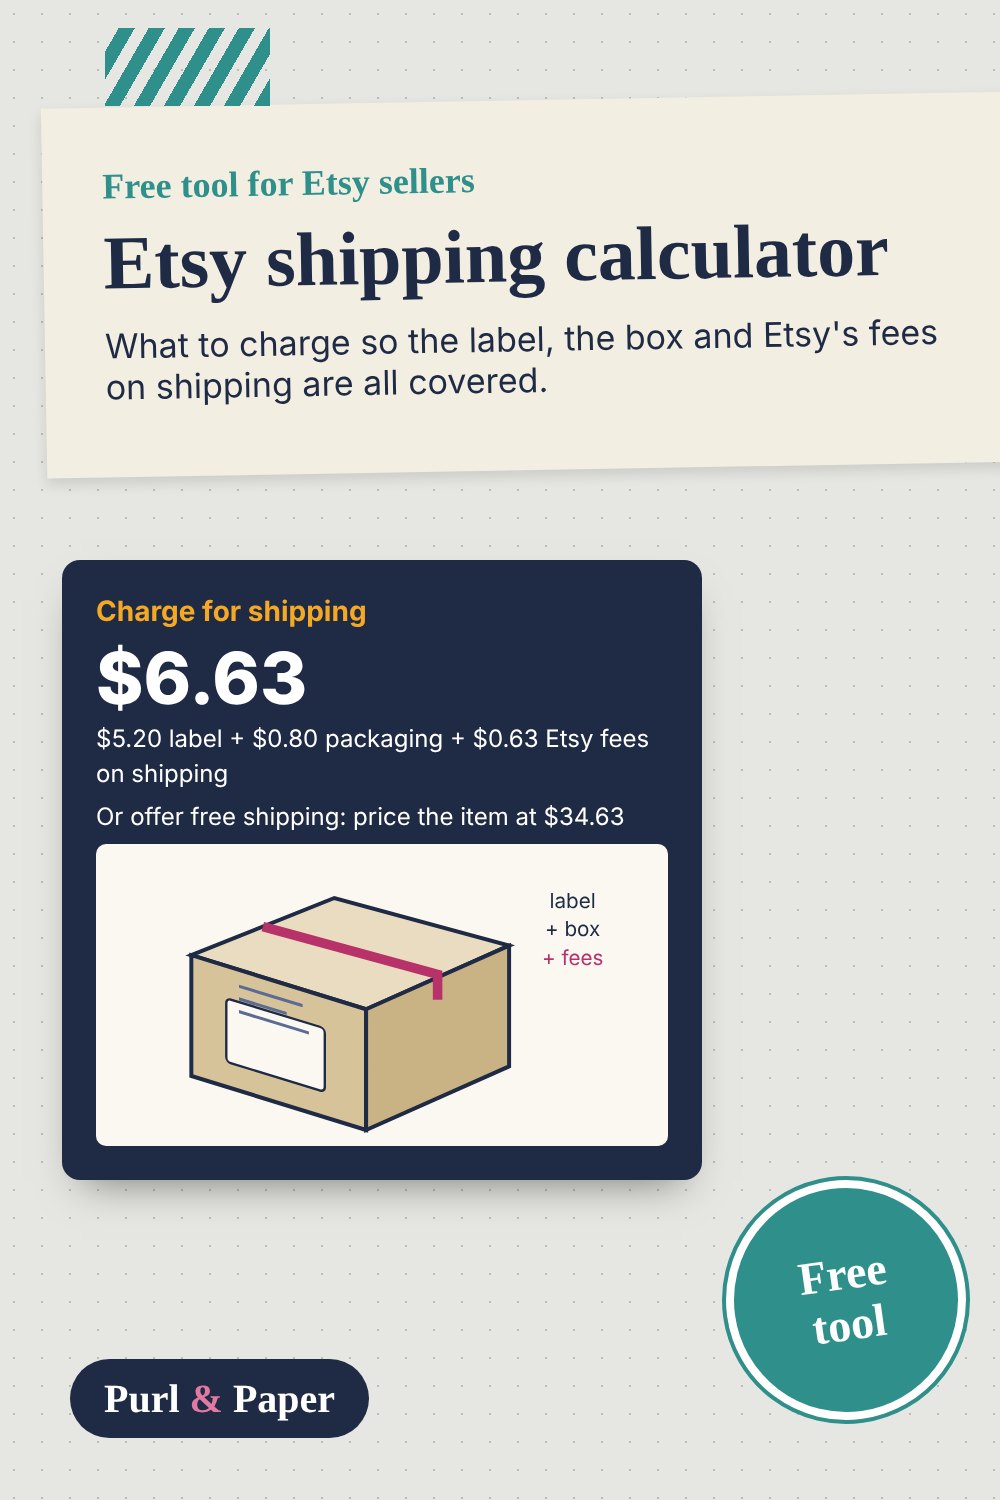 Free tool for Etsy sellers
Etsy shipping calculator
What to charge so the label, the box and Etsy's fees
on shipping are all covered.
Charge for shipping
$6.63
$5.20 label + $0.80 packaging + $0.63 Etsy fees
on shipping
Or offer free shipping: price the item at $34.63
label
+ box
+ fees
Free
tool
Purl & Paper